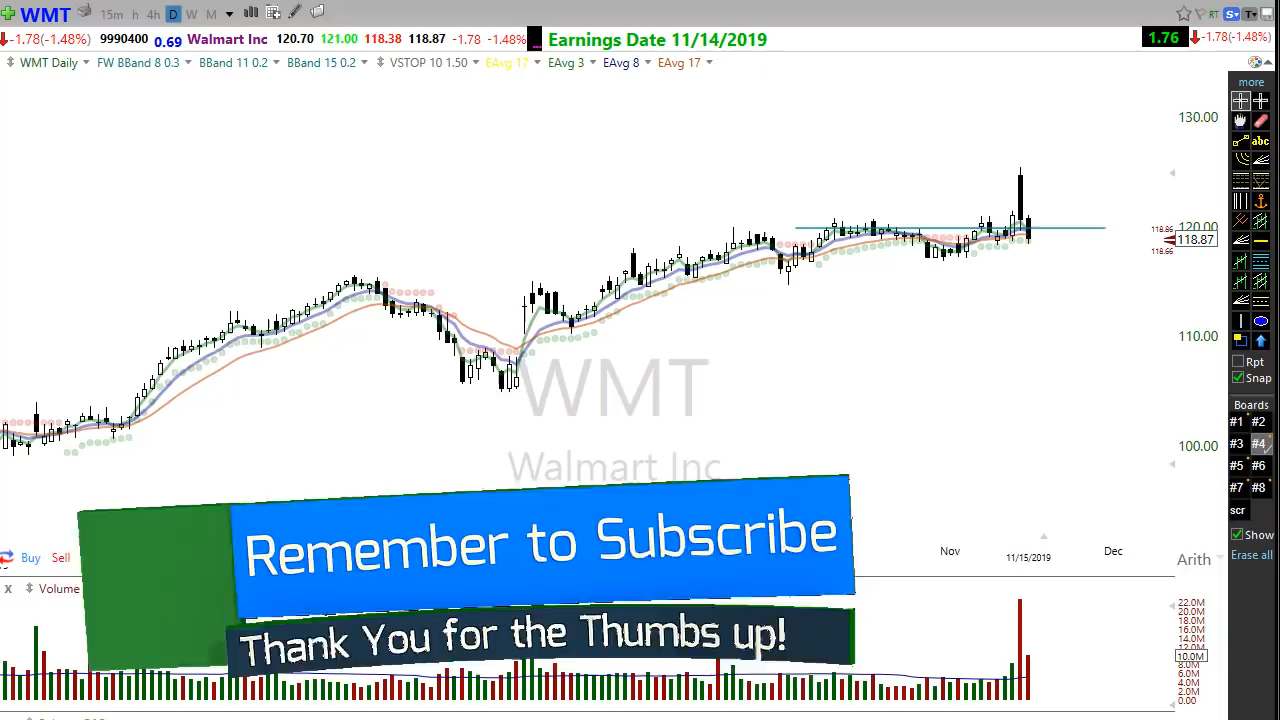 WMT 15m h 4h D W M RT S T
-1.78(-1.48%) 9990400 0.69 Walmart Inc 120.70 121.00 118.38 118.87 -1.78 -1.48% Earnings Date 11/14/2019 1.76 -1.78(-1.48%)
WMT Daily FW BBand 8 0.3 BBand 11 0.2 BBand 15 0.2 VSTOP 10 1.50 EAvg 17 EAvg 3 EAvg 8 EAvg 17
more
130.00
abc
120.00
118.86
118.87
118.66
110.00
Rpt
Snap
WMT
Boards
#1 #2
#3 #4
100.00
Walmart Inc
#5 #6
#7 #8
scr
Remember to Subscribe
Show
Buy Sell
Nov 11/15/2019 Dec
Arith
Erase all
X Volume
Thank You for the Thumbs up!
22.0M
20.0M
18.0M
16.0M
14.0M
12.0M
10.0M
8.0M
6.0M
4.0M
2.0M
0.00